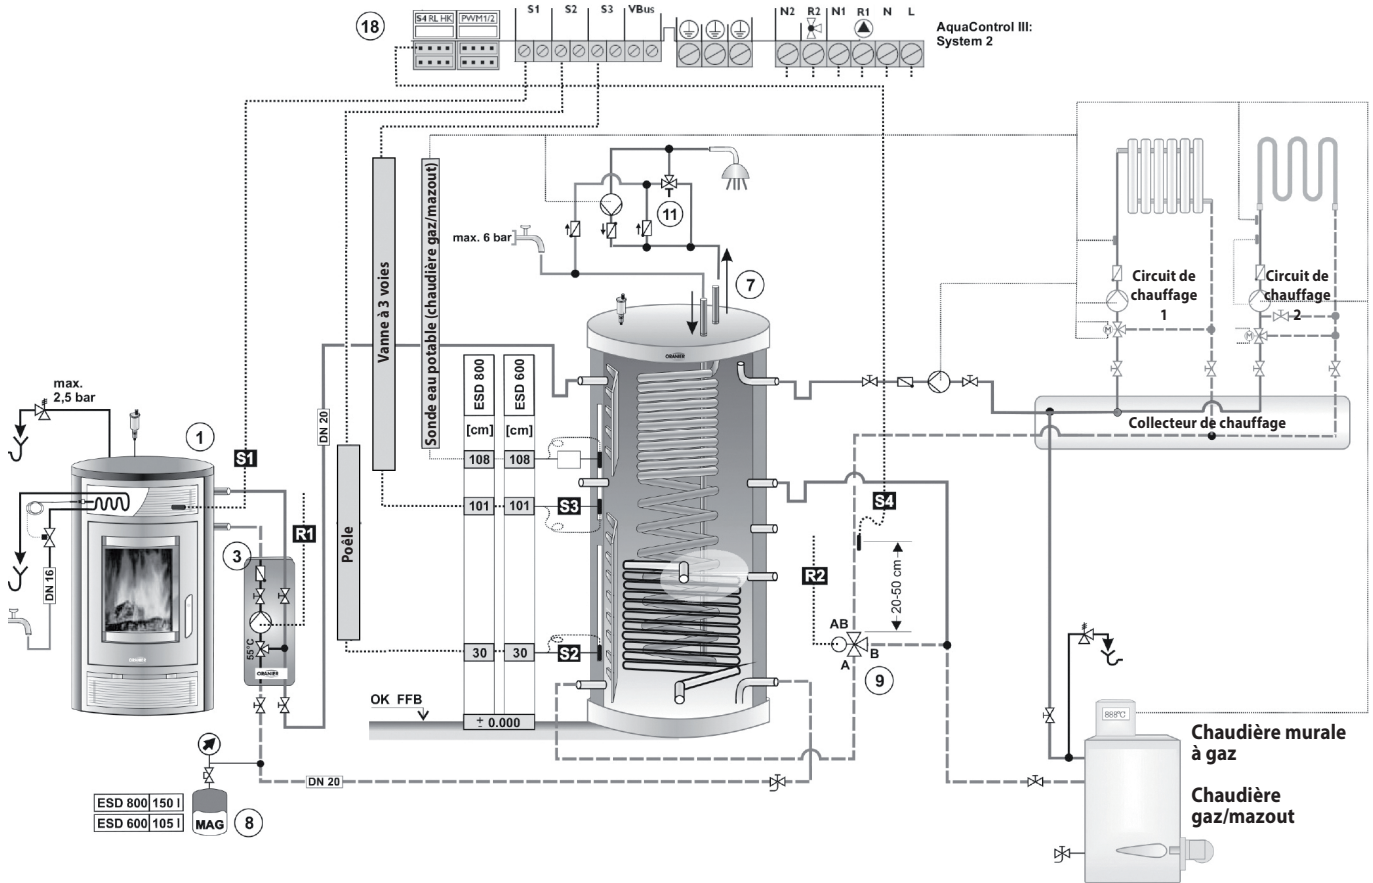 18
S4 RL HK
PWM1/2
S1
S2
S3
VBus
N2
R2
N1
R1
N
L
AquaControl III:
System 2
Vanne à 3 voies
Sonde eau potable (chaudière gaz/mazout)
max. 6 bar
11
7
Circuit de
chauffage
1
Circuit de
chauffage
2
max.
2,5 bar
1
S1
DN 20
ESD 800
ESD 600
[cm]
[cm]
Collecteur de chauffage
108
108
101
101
S3
S4
R1
Poêle
3
DN 16
55°C
R2
20-50 cm
AB
A
B
9
30
30
S2
OK FFB
± 0.000
888°C
Chaudière murale
à gaz
DN 20
ESD 800
150 l
ESD 600
105 l
MAG
8
Chaudière
gaz/mazout
M
M